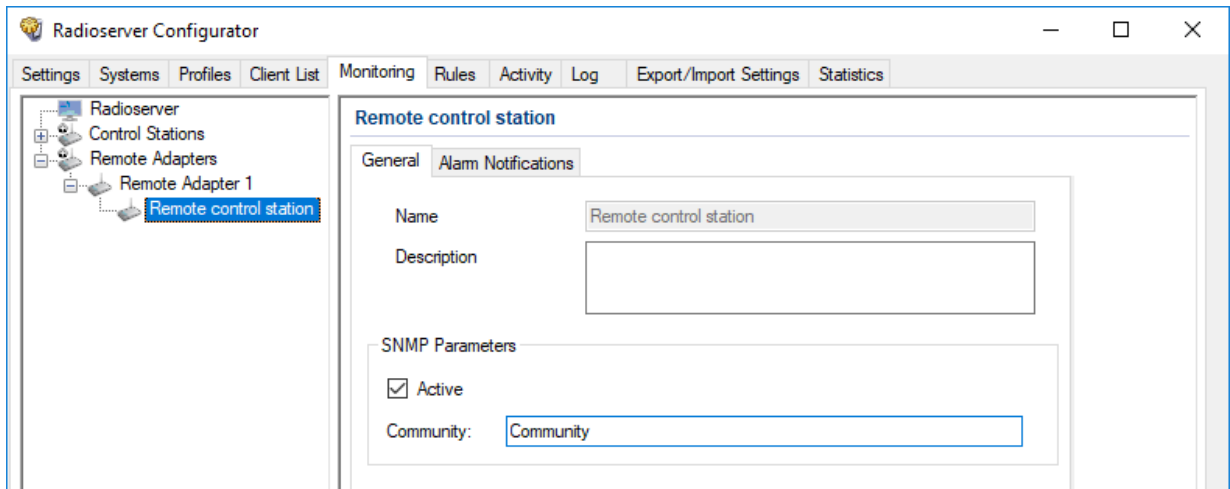 Radioserver Configurator
Settings Systems Profiles Client List Monitoring Rules Activity Log Export/Import Settings Statistics
Radioserver
Control Stations
Remote Adapters
Remote Adapter 1
Remote control station
Remote control station
General Alarm Notifications
Name Remote control station
Description
SNMP Parameters
Active
Community: Community